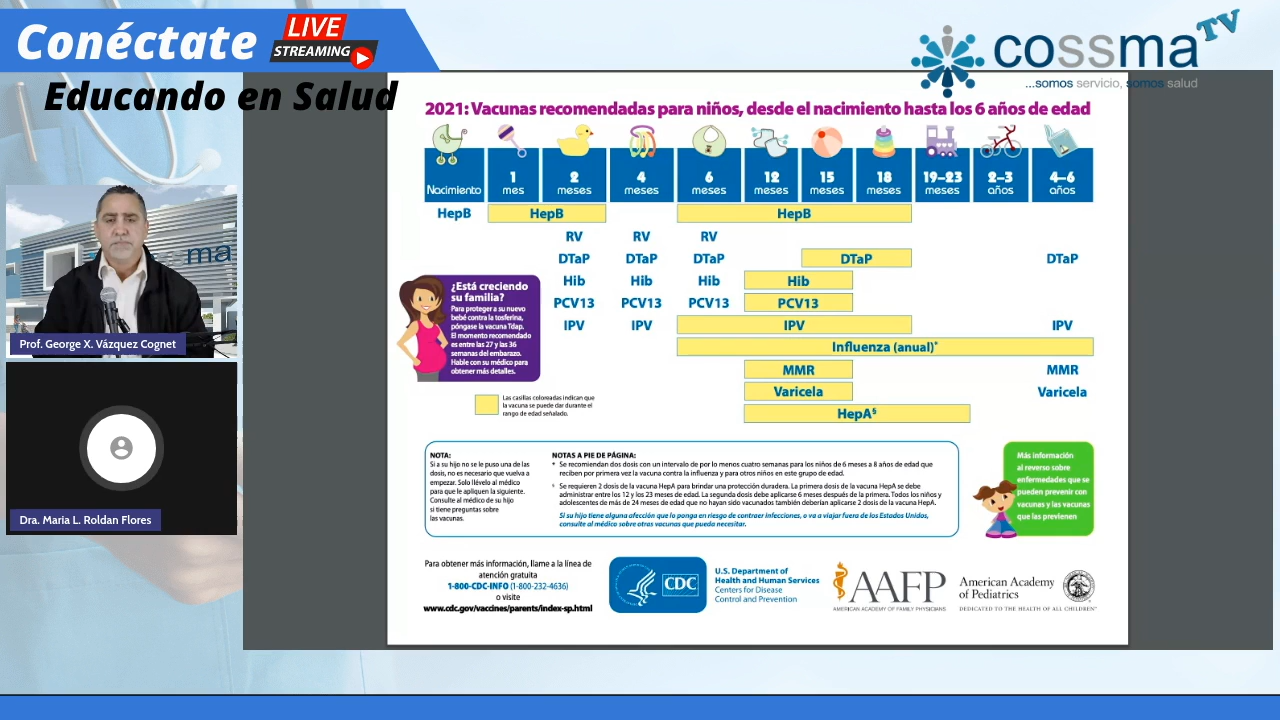 Conéctate
LIVE
STREAMING
cossma TV
...somos servicio, somos salud
Educando en Salud
2021: Vacunas recomendadas para niños, desde el nacimiento hasta los 6 años de edad
Nacimiento
1 mes
2 meses
4 meses
6 meses
12 meses
15 meses
18 meses
19–23 meses
2–3 años
4–6 años
HepB HepB HepB
RV RV RV
DTaP DTaP DTaP DTaP DTaP
Hib Hib Hib Hib
PCV13 PCV13 PCV13 PCV13
IPV IPV IPV IPV
Influenza (anual)*
MMR MMR
Varicela Varicela
HepA§
¿Está creciendo
su familia?
Para proteger a su nuevo
bebé contra la tosferina,
póngase la vacuna Tdap.
El momento recomendado
es entre las 27 y las 36
semanas del embarazo.
Hable con su médico para
obtener más detalles.
Las casillas coloreadas indican que
la vacuna se puede dar durante el
rango de edad señalado.
ma
Prof. George X. Vázquez Cognet
Dra. Maria L. Roldan Flores
NOTA:
Si a su hijo no se le puso una de las
dosis, no es necesario que vuelva a
empezar. Solo llévelo al médico
para que le apliquen la siguiente.
Consulte al médico de su hijo
si tiene preguntas sobre
las vacunas.
NOTAS A PIE DE PÁGINA:
* Se recomiendan dos dosis con un intervalo de por lo menos cuatro semanas para los niños de 6 meses a 8 años de edad que
reciben por primera vez la vacuna contra la influenza y para otros niños en este grupo de edad.
§ Se requieren 2 dosis de la vacuna HepA para brindar una protección duradera. La primera dosis de la vacuna HepA se debe
administrar entre los 12 y los 23 meses de edad. La segunda dosis debe aplicarse 6 meses después de la primera. Todos los niños y
adolescentes de más de 24 meses de edad que no hayan sido vacunados también deberían aplicarse 2 dosis de la vacuna HepA.
Si su hijo tiene alguna afección que lo ponga en riesgo de contraer infecciones, o va a viajar fuera de los Estados Unidos,
consulte al médico sobre otras vacunas que pueda necesitar.
Más información
al reverso sobre
enfermedades que se
pueden prevenir con
vacunas y las vacunas
que las previenen
Para obtener más información, llame a la línea de
atención gratuita
1-800-CDC-INFO (1-800-232-4636)
o visite
www.cdc.gov/vaccines/parents/index-sp.html
CDC
U.S. Department of
Health and Human Services
Centers for Disease
Control and Prevention
AAFP
AMERICAN ACADEMY OF FAMILY PHYSICIANS
American Academy
of Pediatrics
DEDICATED TO THE HEALTH OF ALL CHILDREN™